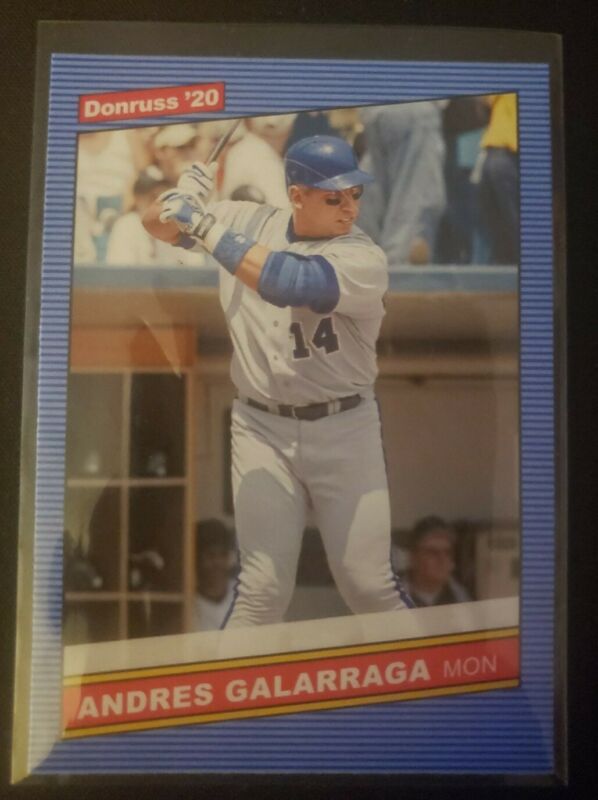 Donruss '20
14
ANDRES GALARRAGA MON